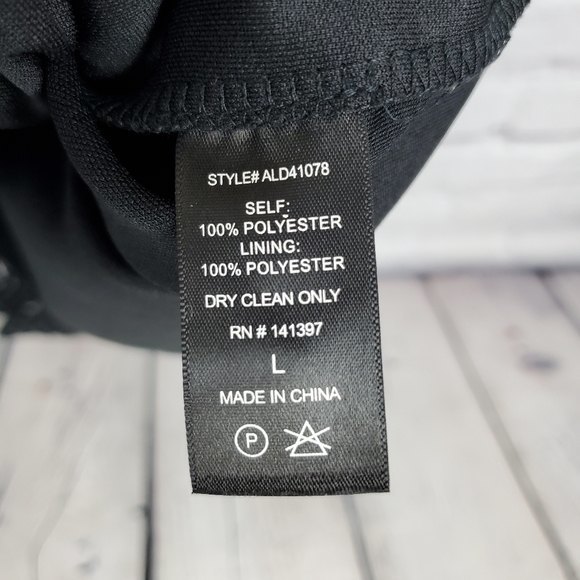 STYLE# ALD41078
SELF:
100% POLYESTER
LINING:
100% POLYESTER
DRY CLEAN ONLY
RN # 141397
L
MADE IN CHINA
P